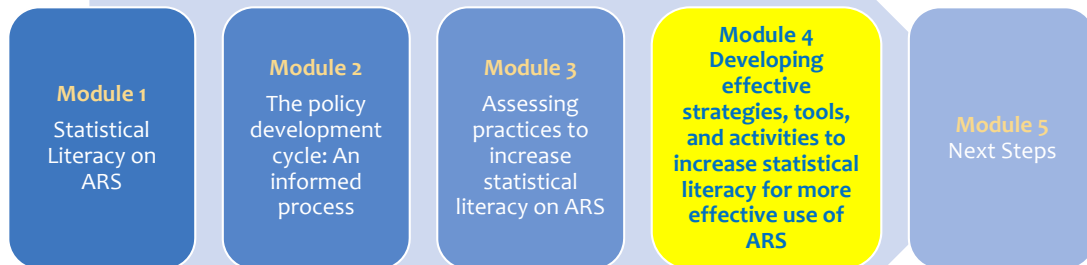 Module 1
Statistical
Literacy on
ARS
Module 2
The policy
development
cycle: An
informed
process
Module 3
Assessing
practices to
increase
statistical
literacy on ARS
Module 4
Developing
effective
strategies, tools,
and activities to
increase statistical
literacy for more
effective use of
ARS
Module 5
Next Steps